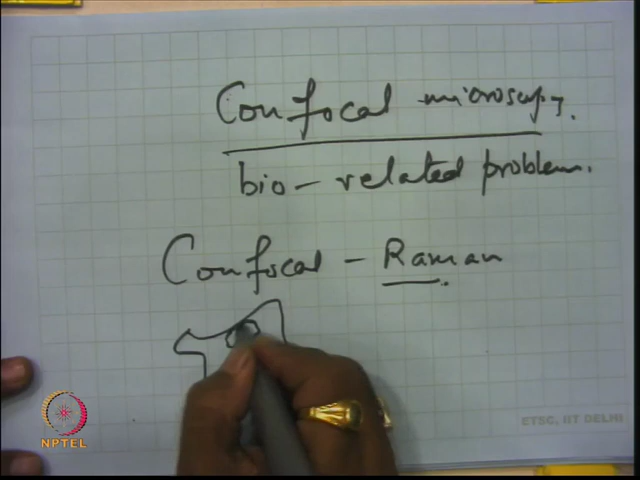 Confocal microscopy.
bio-related problem.
Confocal - Raman.
NPTEL
ETSC, IIT DELHI